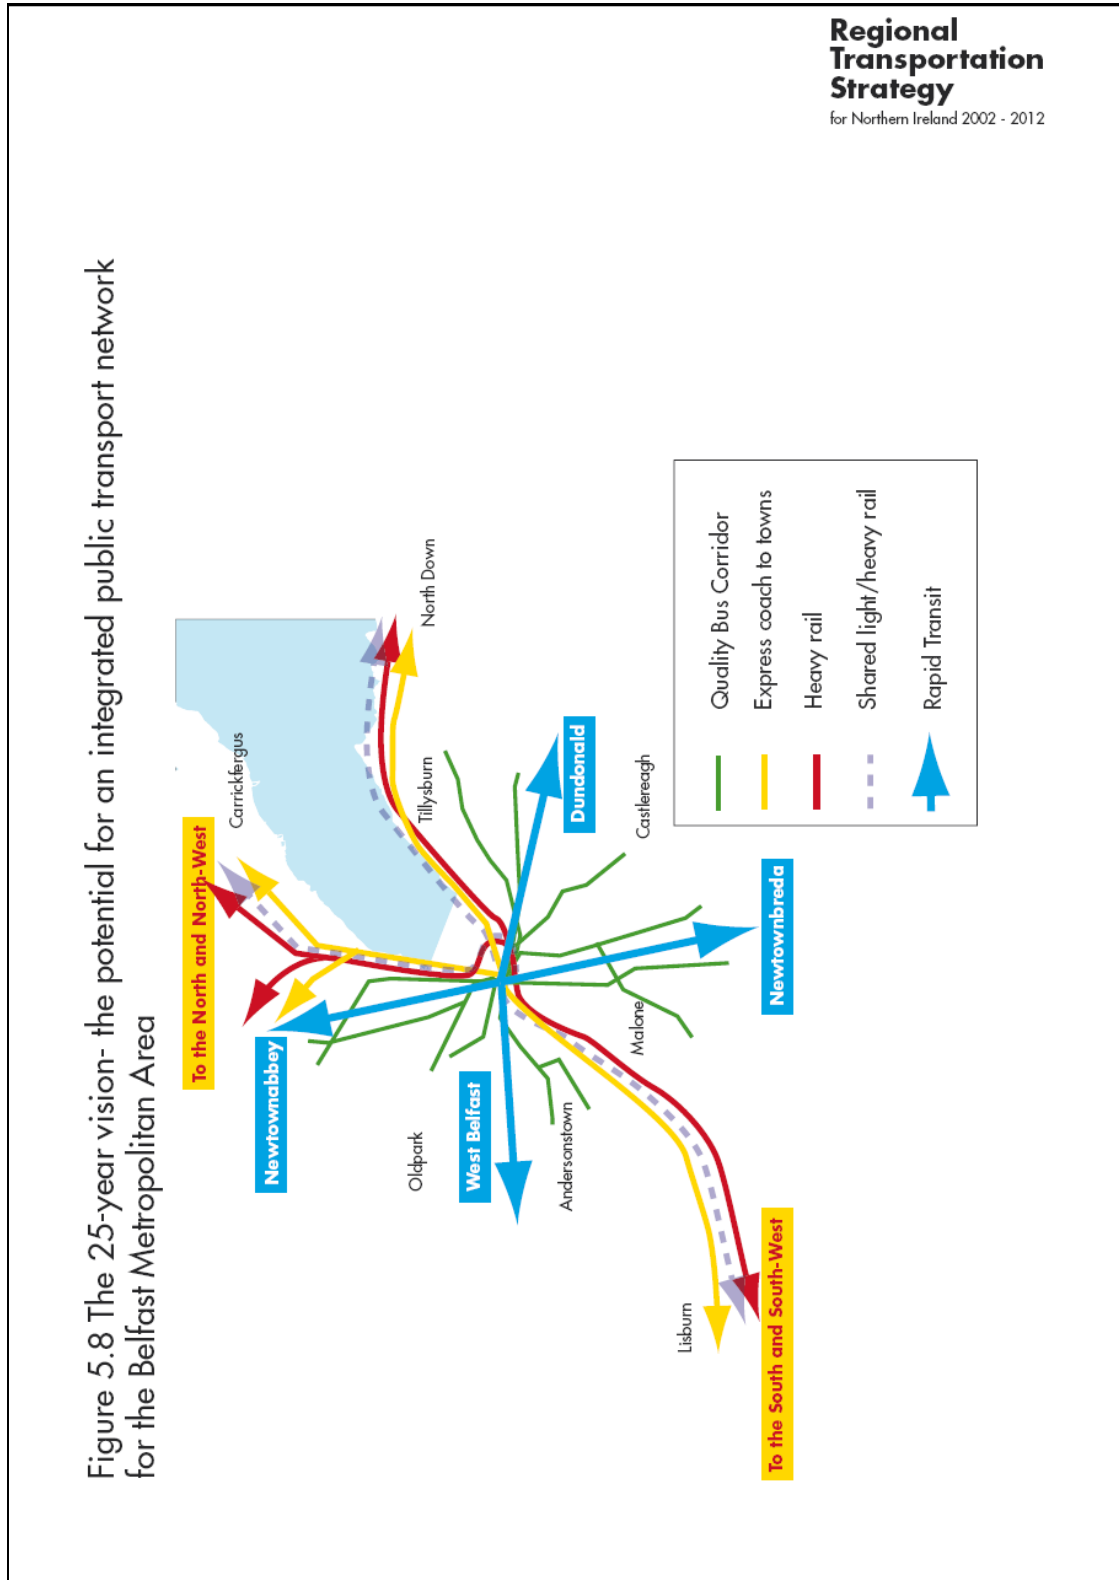 Regional
Transportation
Strategy
for Northern Ireland 2002 - 2012
Figure 5.8 The 25-year vision- the potential for an integrated public transport network
for the Belfast Metropolitan Area
To the North and North-West
Carrickfergus
Newtownabbey
North Down
Tillysburn
Oldpark
West Belfast
Dundonald
Andersonstown
Castlereagh
Malone
Lisburn
Newtownbreda
To the South and South-West
Quality Bus Corridor
Express coach to towns
Heavy rail
Shared light/heavy rail
Rapid Transit